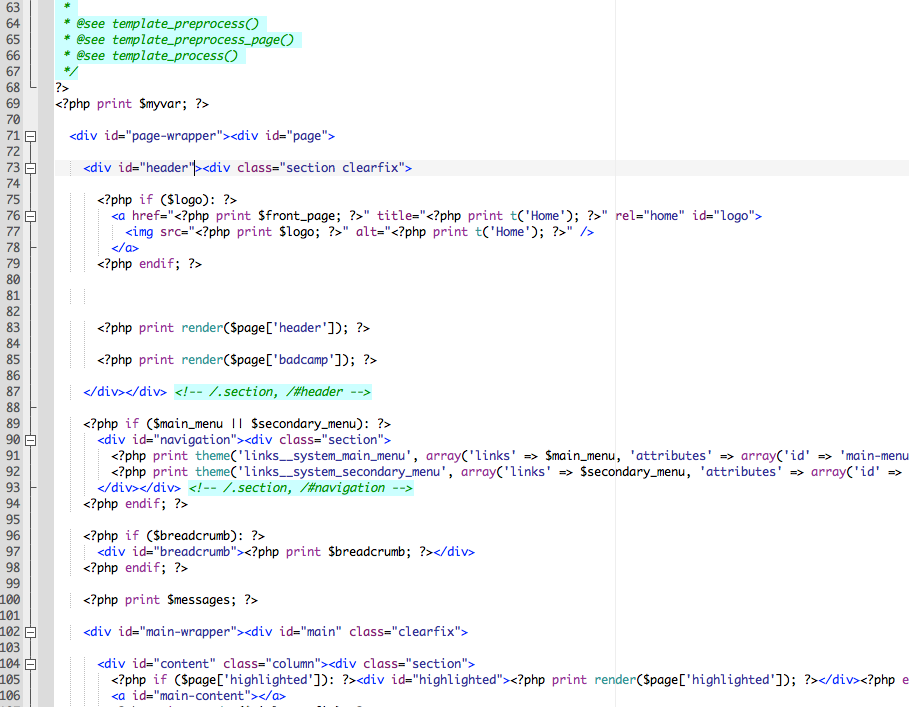 63 *
64 * @see template_preprocess()
65 * @see template_preprocess_page()
66 * @see template_process()
67 */
68 ?>
69 <?php print $myvar; ?>
70
71 <div id="page-wrapper"><div id="page">
72
73 <div id="header"><div class="section clearfix">
74
75 <?php if ($logo): ?>
76 <a href="<?php print $front_page; ?>" title="<?php print t('Home'); ?>" rel="home" id="logo">
77 <img src="<?php print $logo; ?>" alt="<?php print t('Home'); ?>" />
78 </a>
79 <?php endif; ?>
80
81
82
83 <?php print render($page['header']); ?>
84
85 <?php print render($page['badcamp']); ?>
86
87 </div></div> <!-- /.section, /#header -->
88
89 <?php if ($main_menu || $secondary_menu): ?>
90 <div id="navigation"><div class="section">
91 <?php print theme('links__system_main_menu', array('links' => $main_menu, 'attributes' => array('id' => 'main-menu
92 <?php print theme('links__system_secondary_menu', array('links' => $secondary_menu, 'attributes' => array('id' =>
93 </div></div> <!-- /.section, /#navigation -->
94 <?php endif; ?>
95
96 <?php if ($breadcrumb): ?>
97 <div id="breadcrumb"><?php print $breadcrumb; ?></div>
98 <?php endif; ?>
99
100 <?php print $messages; ?>
101
102 <div id="main-wrapper"><div id="main" class="clearfix">
103
104 <div id="content" class="column"><div class="section">
105 <?php if ($page['highlighted']): ?><div id="highlighted"><?php print render($page['highlighted']); ?></div><?php e
106 <a id="main-content"></a>